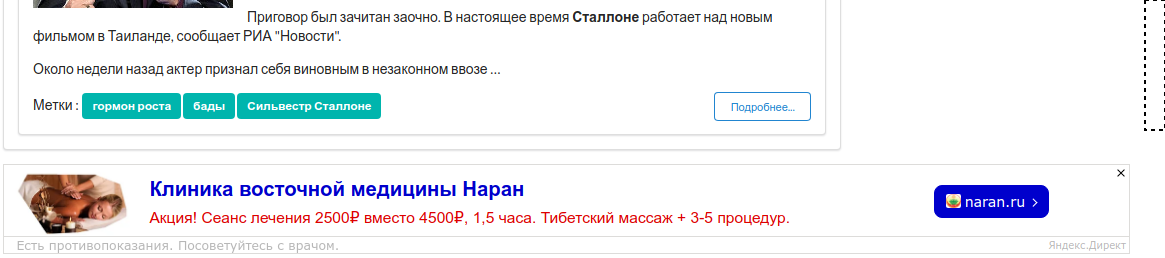 Приговор был зачитан заочно. В настоящее время Сталлоне работает над новым
фильмом в Таиланде, сообщает РИА "Новости".
Около недели назад актер признал себя виновным в незаконном ввозе ...
Метки : гормон роста бады Сильвестр Сталлоне Подробнее...
Клиника восточной медицины Наран
Акция! Сеанс лечения 2500₽ вместо 4500₽, 1,5 часа. Тибетский массаж + 3-5 процедур.
naran.ru
Есть противопоказания. Посоветуйтесь с врачом. Яндекс.Директ